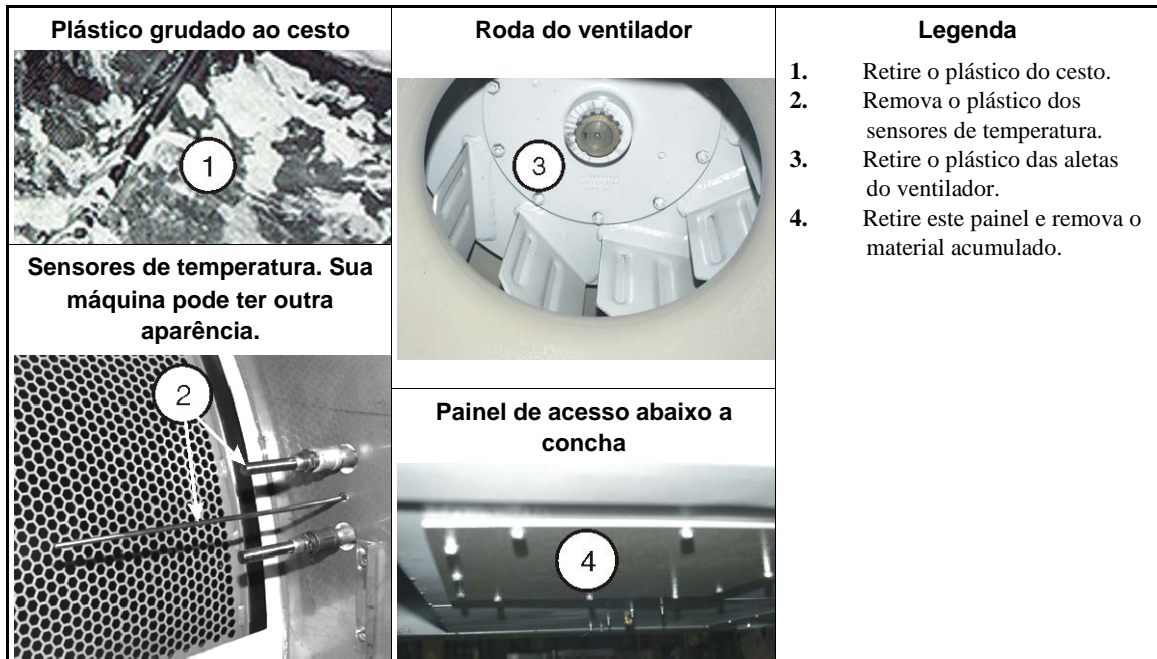 Plástico grudado ao cesto
1
Sensores de temperatura. Sua
máquina pode ter outra
aparência.
2
Roda do ventilador
3
Painel de acesso abaixo a
concha
4
Legenda
1. Retire o plástico do cesto.
2. Remova o plástico dos
sensores de temperatura.
3. Retire o plástico das aletas
do ventilador.
4. Retire este painel e remova o
material acumulado.